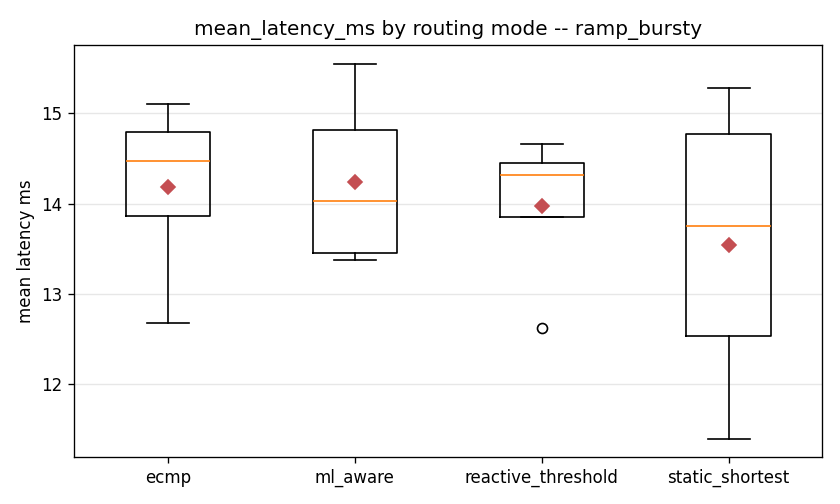 mean_latency_ms by routing mode -- ramp_bursty
mean latency ms
15
14
13
12
ecmp
ml_aware
reactive_threshold
static_shortest